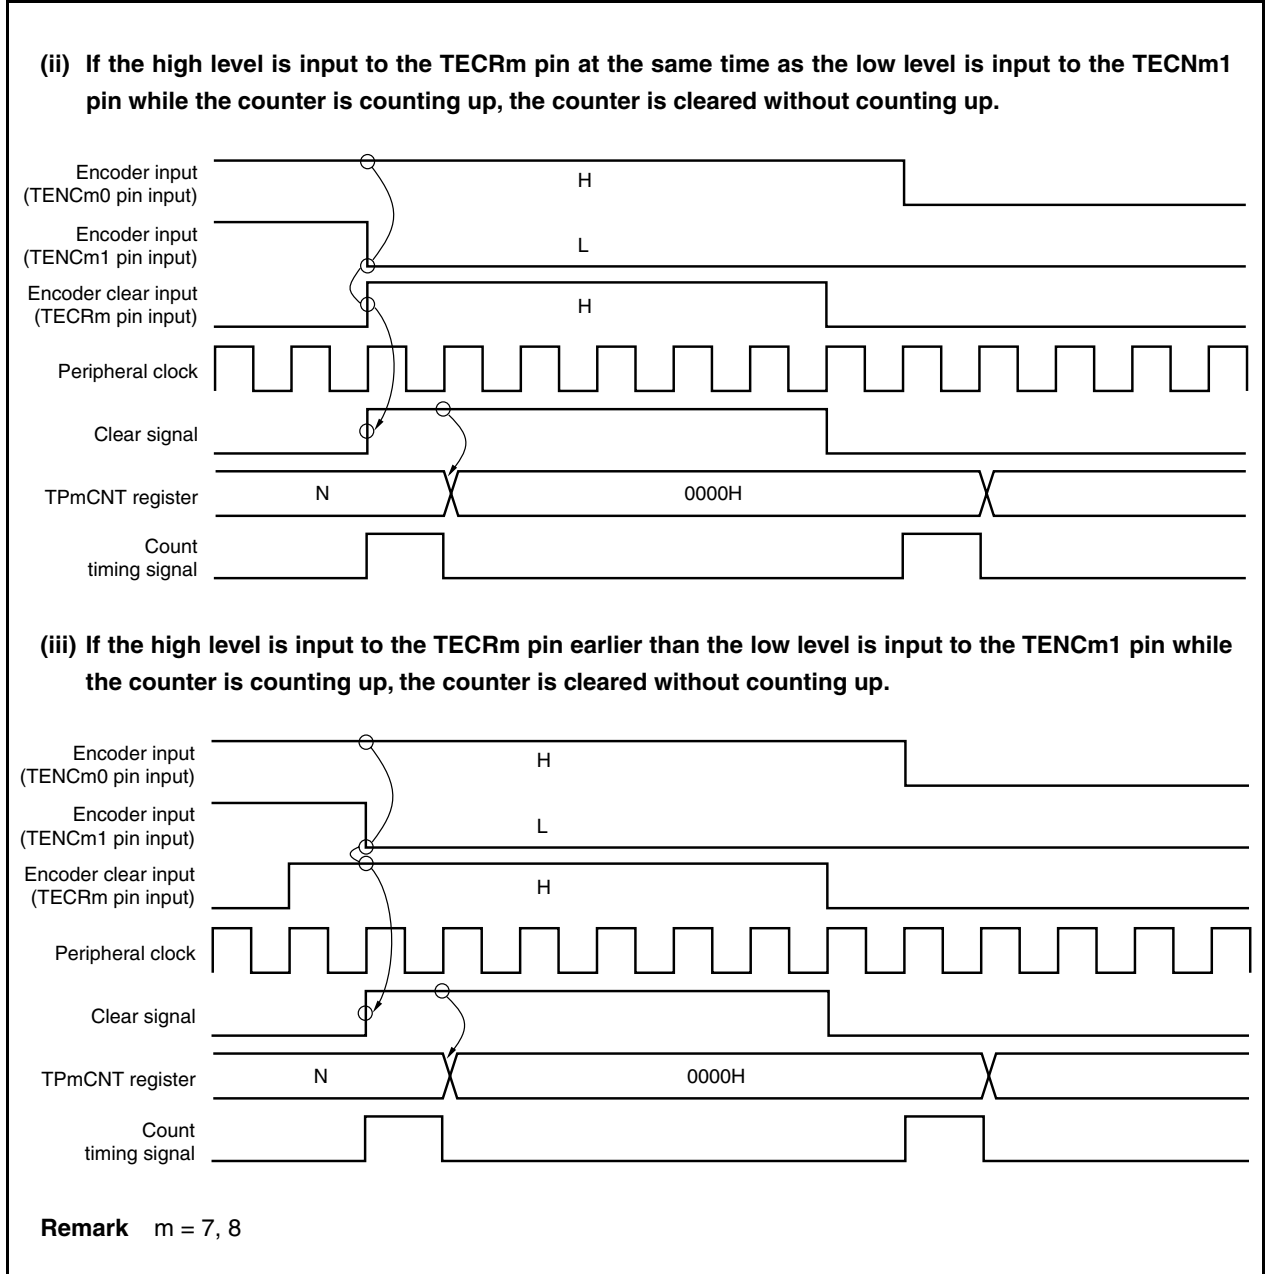 (ii) If the high level is input to the TECRm pin at the same time as the low level is input to the TECNm1
pin while the counter is counting up, the counter is cleared without counting up.
Encoder input
(TENCm0 pin input)
H
Encoder input
(TENCm1 pin input)
L
Encoder clear input
(TECRm pin input)
H
Peripheral clock
Clear signal
TPmCNT register
N
0000H
Count
timing signal
(iii) If the high level is input to the TECRm pin earlier than the low level is input to the TENCm1 pin while
the counter is counting up, the counter is cleared without counting up.
Encoder input
(TENCm0 pin input)
H
Encoder input
(TENCm1 pin input)
L
Encoder clear input
(TECRm pin input)
H
Peripheral clock
Clear signal
TPmCNT register
N
0000H
Count
timing signal
Remark m = 7, 8